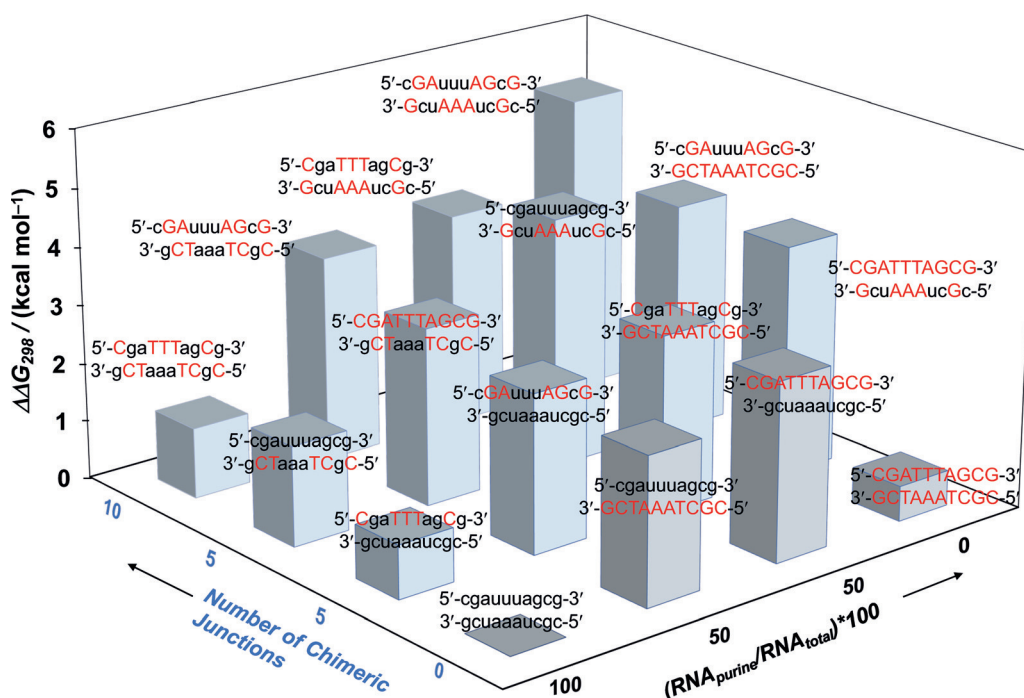 5′-cGAuuuAGcG-3′
3′-GcuAAAucGc-5′
5′-CgaTTTagCg-3′
3′-GcuAAAucGc-5′
5′-cGAuuuAGcG-3′
3′-GCTAAATCGC-5′
5′-cGAuuuAGcG-3′
3′-gCTaaaTCgC-5′
5′-cgauuuagcg-3′
3′-GcuAAAucGc-5′
5′-CGATTTAGCG-3′
3′-GcuAAAucGc-5′
5′-CgaTTTagCg-3′
3′-gCTaaaTCgC-5′
5′-CGATTTAGCG-3′
3′-gCTaaaTCgC-5′
5′-CgaTTTagCg-3′
3′-GCTAAATCGC-5′
5′-cGAuuuAGcG-3′
3′-gcuaaaucgc-5′
5′-CGATTTAGCG-3′
3′-gcuaaaucgc-5′
5′-cgauuuagcg-3′
3′-gCTaaaTCgC-5′
5′-cgauuuagcg-3′
3′-GCTAAATCGC-5′
5′-CGATTTAGCG-3′
3′-GCTAAATCGC-5′
5′-CgaTTTagCg-3′
3′-gcuaaaucgc-5′
5′-cgauuuagcg-3′
3′-gcuaaaucgc-5′
ΔΔG298 / (kcal mol–1)
6
5
4
3
2
1
0
10
5
5
0
Number of Chimeric
Junctions
100
50
50
0
(RNApurine/RNAtotal)*100